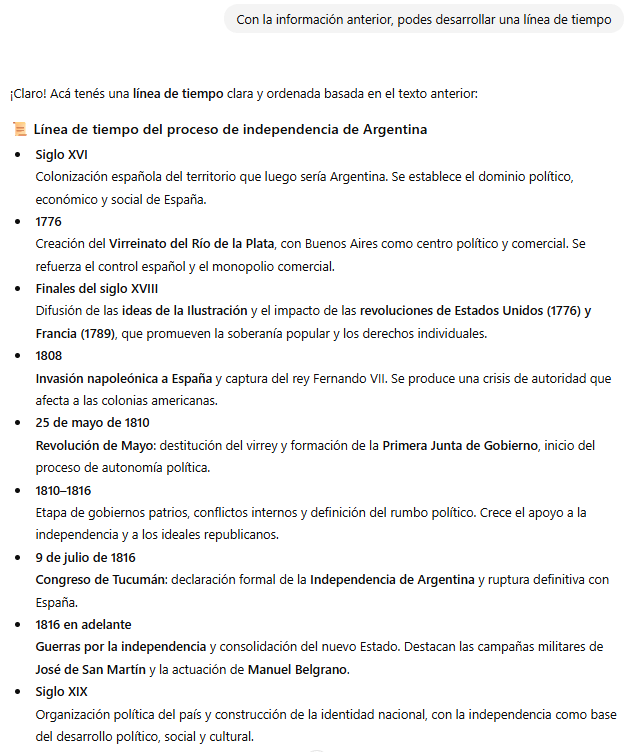 Con la información anterior, podes desarrollar una línea de tiempo
¡Claro! Acá tenés una línea de tiempo clara y ordenada basada en el texto anterior:
📜 Línea de tiempo del proceso de independencia de Argentina
• Siglo XVI
Colonización española del territorio que luego sería Argentina. Se establece el dominio político,
económico y social de España.
• 1776
Creación del Virreinato del Río de la Plata, con Buenos Aires como centro político y comercial. Se
refuerza el control español y el monopolio comercial.
• Finales del siglo XVIII
Difusión de las ideas de la Ilustración y el impacto de las revoluciones de Estados Unidos (1776) y
Francia (1789), que promueven la soberanía popular y los derechos individuales.
• 1808
Invasión napoleónica a España y captura del rey Fernando VII. Se produce una crisis de autoridad que
afecta a las colonias americanas.
• 25 de mayo de 1810
Revolución de Mayo: destitución del virrey y formación de la Primera Junta de Gobierno, inicio del
proceso de autonomía política.
• 1810–1816
Etapa de gobiernos patrios, conflictos internos y definición del rumbo político. Crece el apoyo a la
independencia y a los ideales republicanos.
• 9 de julio de 1816
Congreso de Tucumán: declaración formal de la Independencia de Argentina y ruptura definitiva con
España.
• 1816 en adelante
Guerras por la independencia y consolidación del nuevo Estado. Destacan las campañas militares de
José de San Martín y la actuación de Manuel Belgrano.
• Siglo XIX
Organización política del país y construcción de la identidad nacional, con la independencia como base
del desarrollo político, social y cultural.